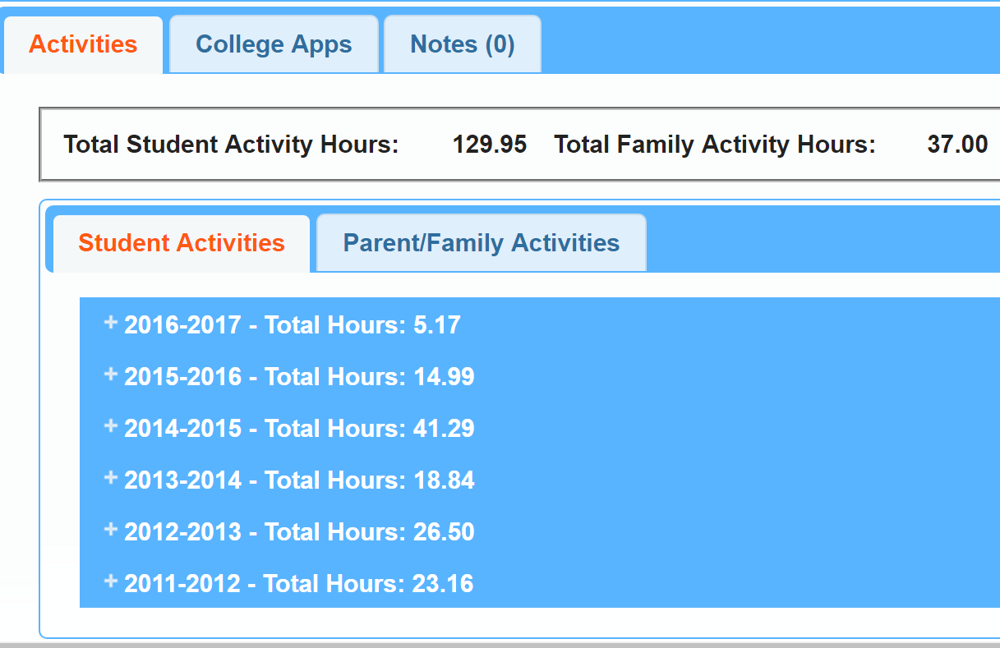 Activities College Apps Notes (0)
Total Student Activity Hours: 129.95 Total Family Activity Hours: 37.00
Student Activities Parent/Family Activities
+ 2016-2017 - Total Hours: 5.17
+ 2015-2016 - Total Hours: 14.99
+ 2014-2015 - Total Hours: 41.29
+ 2013-2014 - Total Hours: 18.84
+ 2012-2013 - Total Hours: 26.50
+ 2011-2012 - Total Hours: 23.16